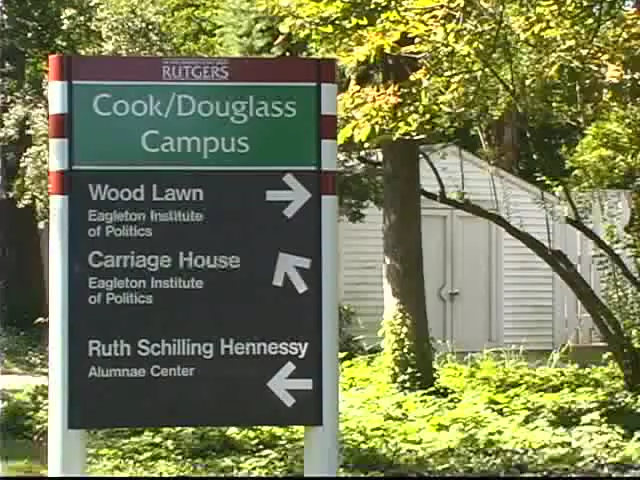 RUTGERS
Cook/Douglass
Campus
Wood Lawn
Eagleton Institute
of Politics
Carriage House
Eagleton Institute
of Politics
Ruth Schilling Hennessy
Alumnae Center